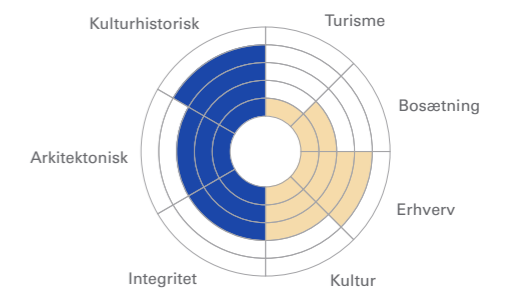 Kulturhistorisk
Turisme
Bosætning
Arkitektonisk
Erhverv
Integritet
Kultur